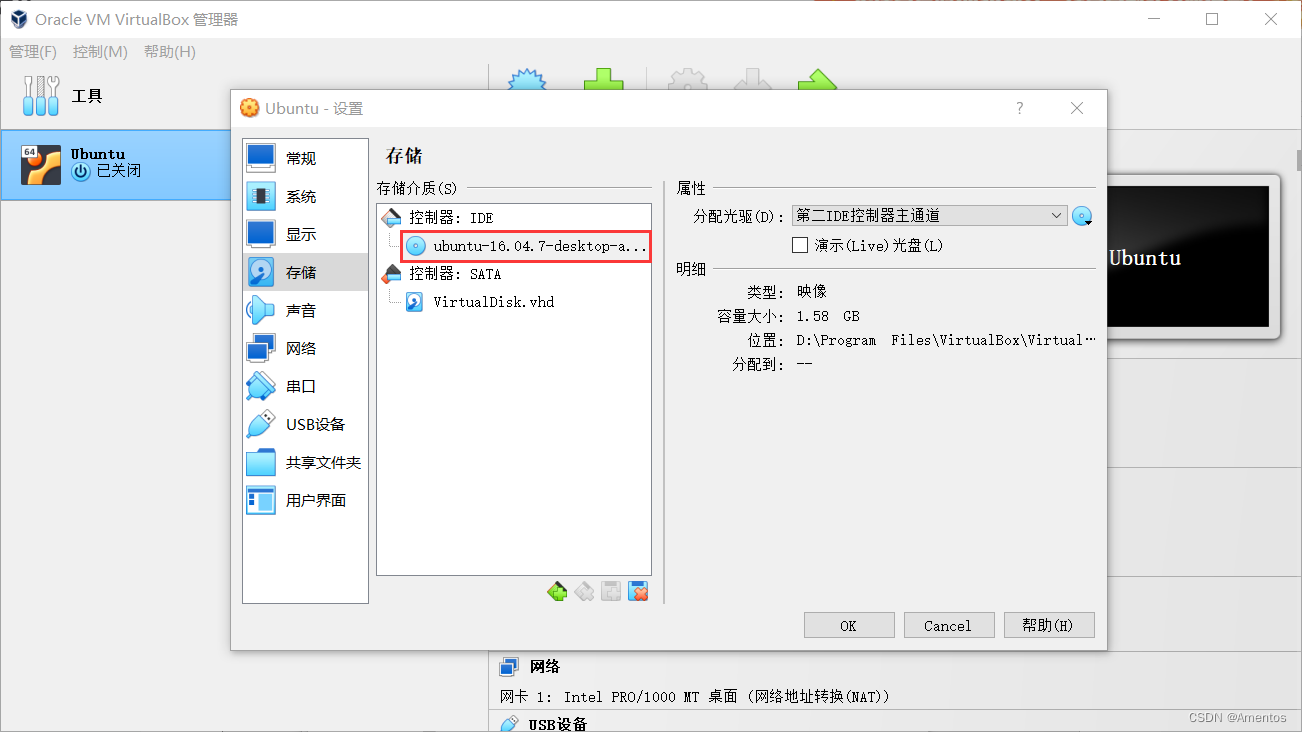 Oracle VM VirtualBox 管理器
管理(F) 控制(M) 帮助(H)
工具
64
Ubuntu
已关闭
Ubuntu - 设置
?
常规
系统
显示
存储
声音
网络
串口
USB设备
共享文件夹
用户界面
存储
存储介质(S)
控制器: IDE
ubuntu-16.04.7-desktop-a...
控制器: SATA
VirtualDisk.vhd
属性
分配光驱(D): 第二IDE控制器主通道
演示(Live)光盘(L)
明细
类型: 映像
容量大小: 1.58 GB
位置: D:\Program Files\VirtualBox\Virtual…
分配到: --
OK Cancel 帮助(H)
Ubuntu
网络
网卡 1: Intel PRO/1000 MT 桌面 (网络地址转换(NAT))
USB设备
CSDN @Amentos